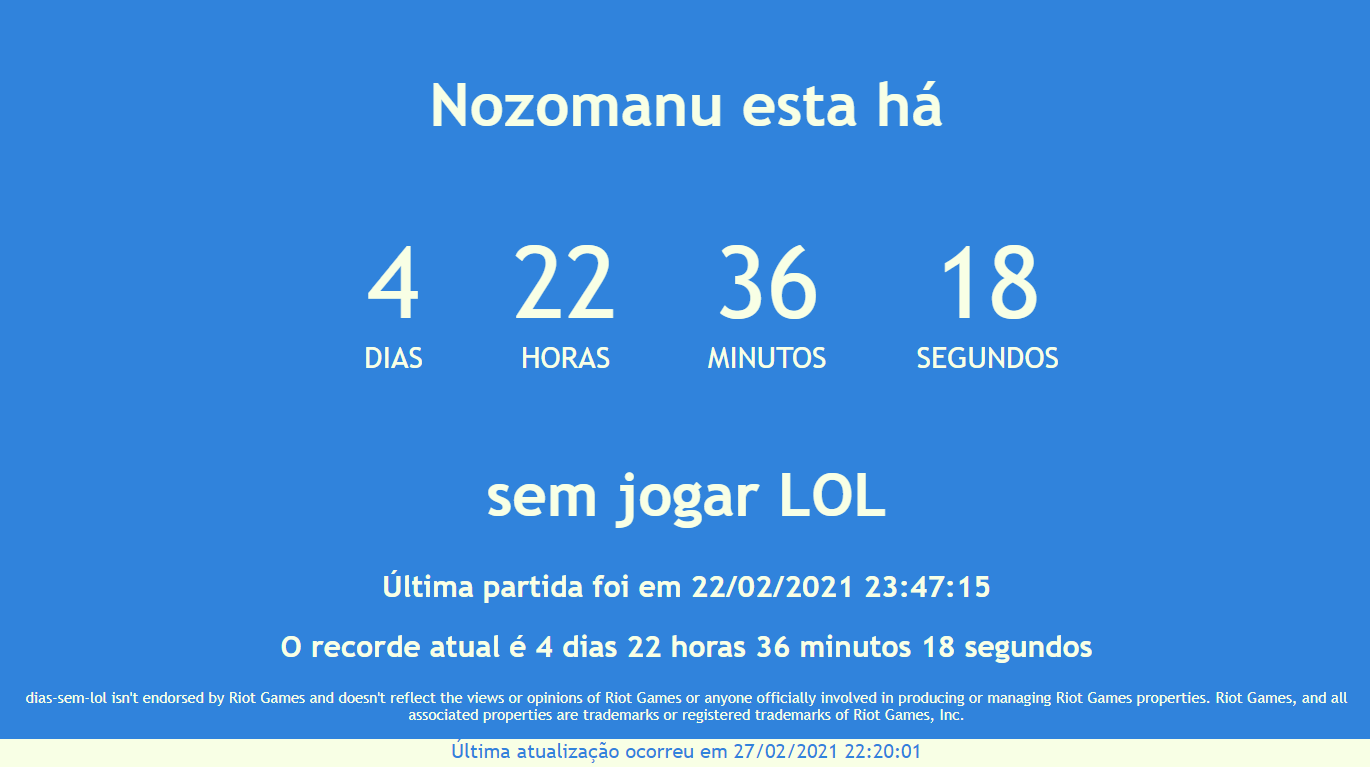 Nozomanu esta há
4 22 36 18
DIAS HORAS MINUTOS SEGUNDOS
sem jogar LOL
Última partida foi em 22/02/2021 23:47:15
O recorde atual é 4 dias 22 horas 36 minutos 18 segundos
dias-sem-lol isn't endorsed by Riot Games and doesn't reflect the views or opinions of Riot Games or anyone officially involved in producing or managing Riot Games properties. Riot Games, and all
associated properties are trademarks or registered trademarks of Riot Games, Inc.
Última atualização ocorreu em 27/02/2021 22:20:01